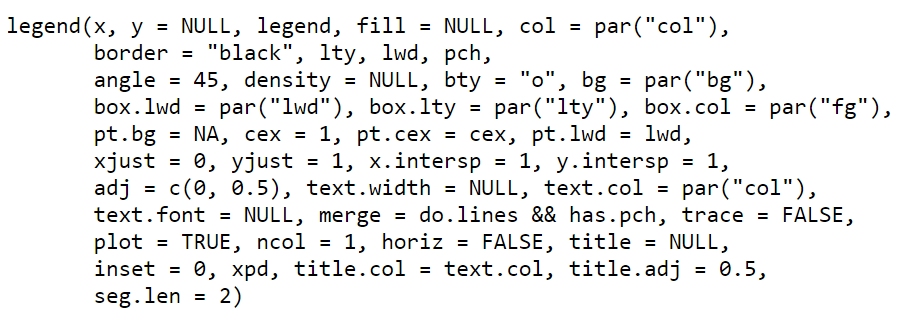 legend(x, y = NULL, legend, fill = NULL, col = par("col"),
border = "black", lty, lwd, pch,
angle = 45, density = NULL, bty = "o", bg = par("bg"),
box.lwd = par("lwd"), box.lty = par("lty"), box.col = par("fg"),
pt.bg = NA, cex = 1, pt.cex = cex, pt.lwd = lwd,
xjust = 0, yjust = 1, x.intersp = 1, y.intersp = 1,
adj = c(0, 0.5), text.width = NULL, text.col = par("col"),
text.font = NULL, merge = do.lines && has.pch, trace = FALSE,
plot = TRUE, ncol = 1, horiz = FALSE, title = NULL,
inset = 0, xpd, title.col = text.col, title.adj = 0.5,
seg.len = 2)